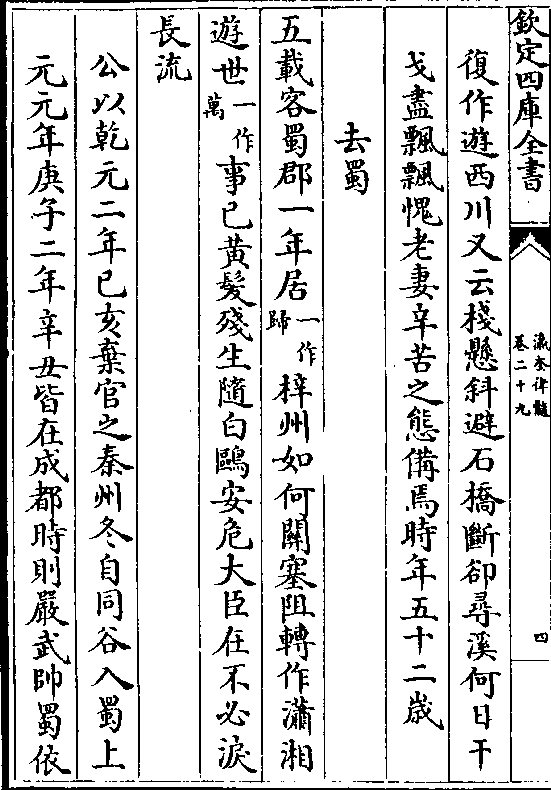 欽定四庫全書
瀛奎律髓
卷二十九
四
復作遊西川又云棧懸斜避石橋斷卻尋溪何日干
戈盡飄飄愧老妻辛苦之態備焉時年五十二歲
去蜀
五載客蜀郡一年居一作歸梓州如何關塞阻轉作瀟湘
遊世一作萬事已黃髮殘生隨白鷗安危大臣在不必淚
長流
公以乾元二年已亥棄官之秦州冬自同谷入蜀上
元元年庚子二年辛丑皆在成都時則嚴武帥蜀依